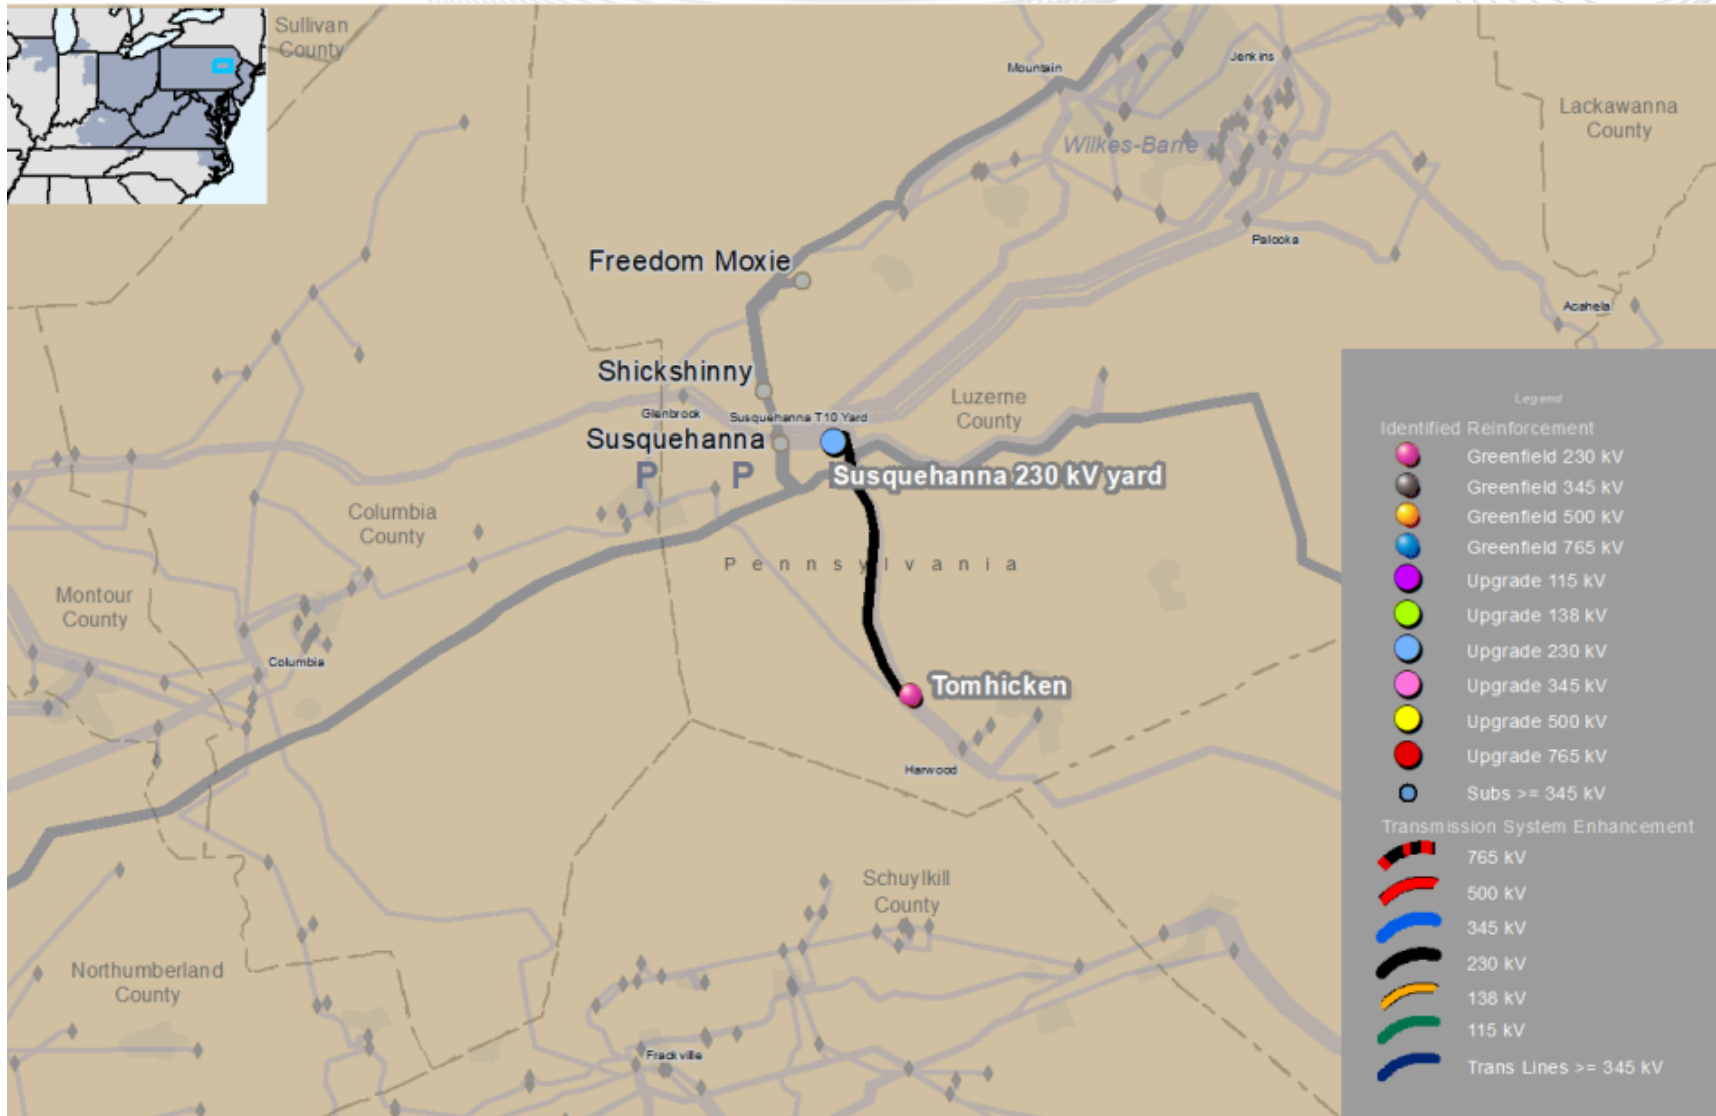 Sullivan
County
Mountain
Jenkins
Lackawanna
County
Wilkes-Barre
Palooka
Freedom Moxie
Acahela
Shickshinny
Glenbrook
Susquehanna T10 Yard
Luzerne
County
Susquehanna
P
P
Susquehanna 230 kV yard
Columbia
County
Pennsylvania
Montour
County
Columbia
Tomhicken
Harwood
Schuylkill
County
Northumberland
County
Frackville
Legend
Identified Reinforcement
Greenfield 230 kV
Greenfield 345 kV
Greenfield 500 kV
Greenfield 765 kV
Upgrade 115 kV
Upgrade 138 kV
Upgrade 230 kV
Upgrade 345 kV
Upgrade 500 kV
Upgrade 765 kV
Subs >= 345 kV
Transmission System Enhancement
765 kV
500 kV
345 kV
230 kV
138 kV
115 kV
Trans Lines >= 345 kV